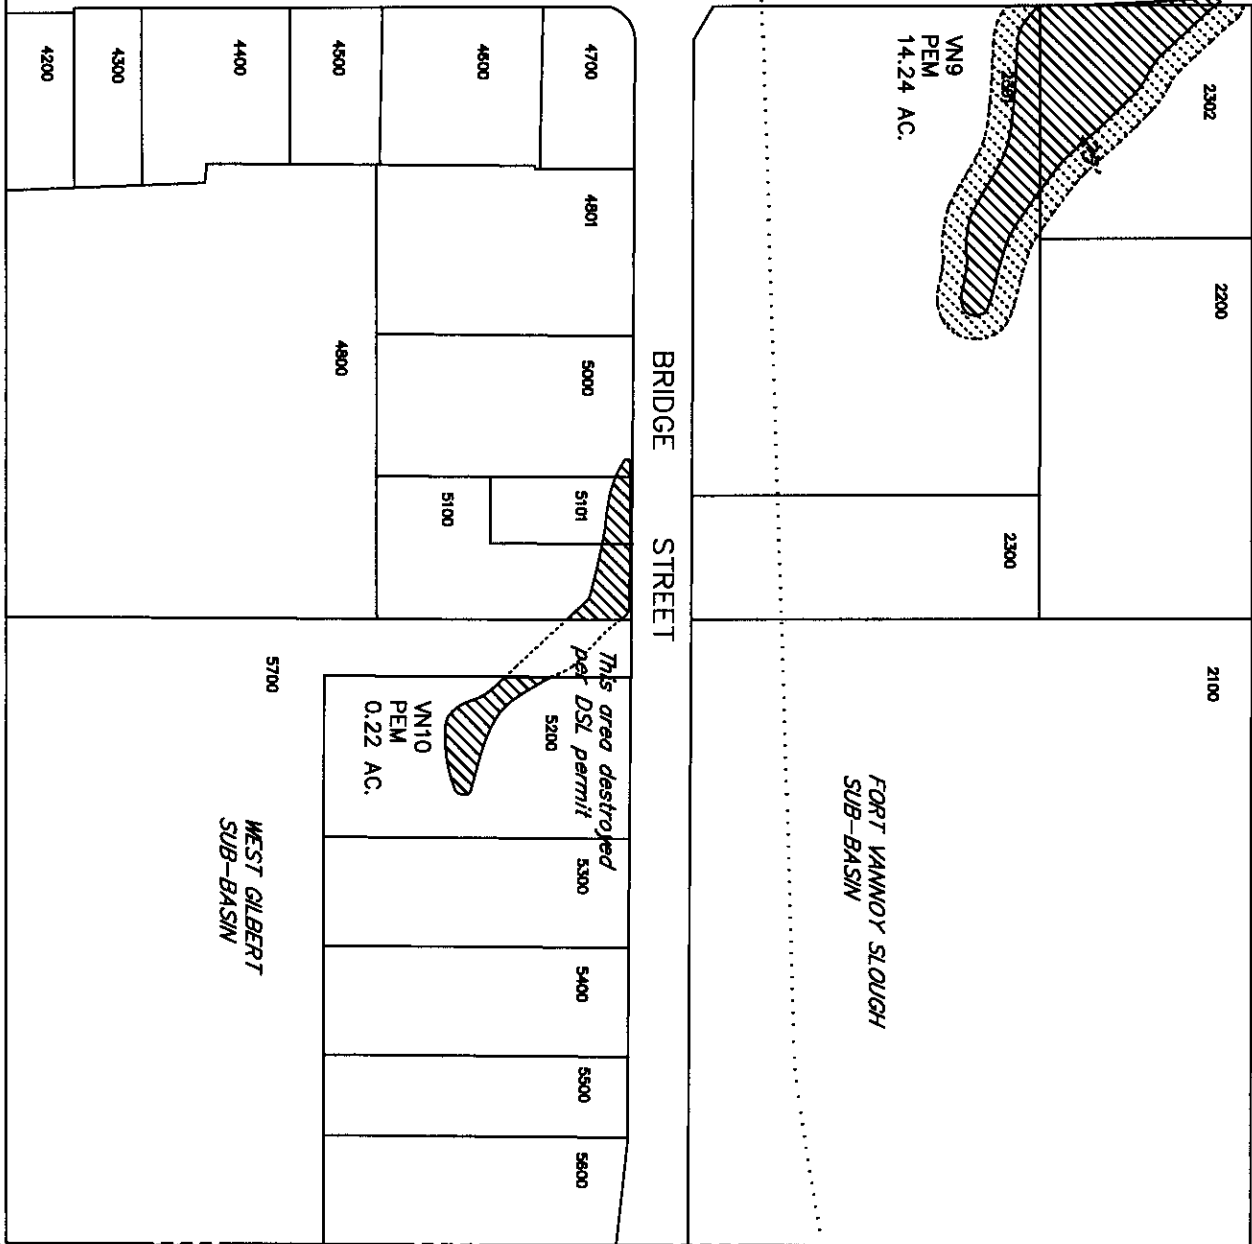 2302
2200
2100
2300
VN9
PEM
14.24 AC.
FORT VANNOY SLOUGH
SUB-BASIN
BRIDGE STREET
4700
4801
5000
5101
This area destroyed
per DSL permit
5200
5300
5400
5500
5600
4600
5100
VN10
PEM
0.22 AC.
4500
4800
5700
4400
WEST GILBERT
SUB-BASIN
4300
4200